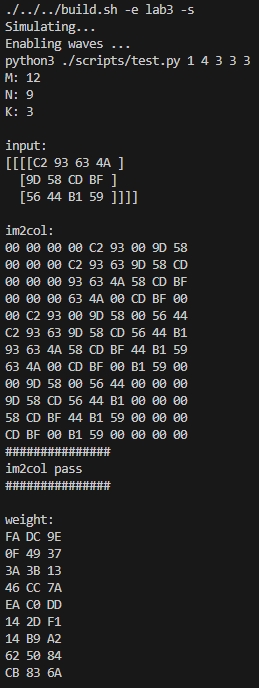 ./../../build.sh -e lab3 -s
Simulating...
Enabling waves ...
python3 ./scripts/test.py 1 4 3 3 3
M: 12
N: 9
K: 3
input:
[[[[C2 93 63 4A ]
[9D 58 CD BF ]
[56 44 B1 59 ]]]]
im2col:
00 00 00 00 C2 93 00 9D 58
00 00 00 C2 93 63 9D 58 CD
00 00 00 93 63 4A 58 CD BF
00 00 00 63 4A 00 CD BF 00
00 C2 93 00 9D 58 00 56 44
C2 93 63 9D 58 CD 56 44 B1
93 63 4A 58 CD BF 44 B1 59
63 4A 00 CD BF 00 B1 59 00
00 9D 58 00 56 44 00 00 00
9D 58 CD 56 44 B1 00 00 00
58 CD BF 44 B1 59 00 00 00
CD BF 00 B1 59 00 00 00 00
###############
im2col pass
###############
weight:
FA DC 9E
0F 49 37
3A 3B 13
46 CC 7A
EA C0 DD
14 2D F1
14 B9 A2
62 50 84
CB 83 6A